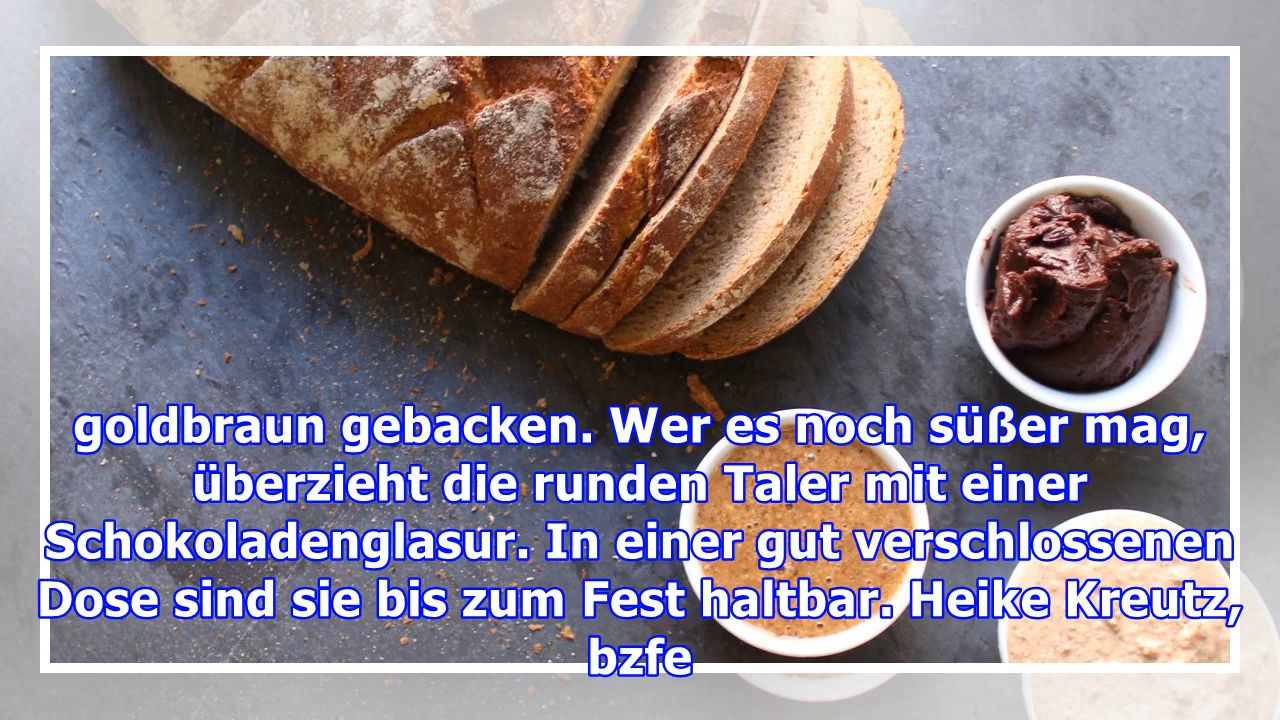 goldbraun gebacken. Wer es noch süßer mag,
überzieht die runden Taler mit einer
Schokoladenglasur. In einer gut verschlossenen
Dose sind sie bis zum Fest haltbar. Heike Kreutz,
bzfe